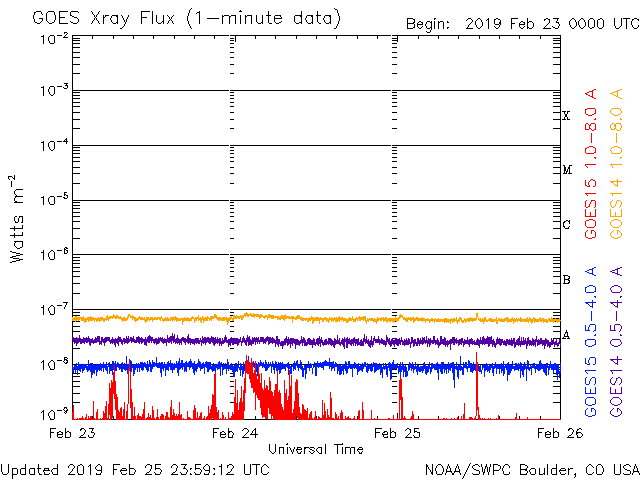 GOES Xray Flux (1-minute data)
Begin: 2019 Feb 23 0000 UTC
10-2
10-3
10-4
10-5
10-6
10-7
10-8
10-9
Watts m-2
X
M
C
B
A
GOES15 1.0-8.0 A
GOES14 1.0-8.0 A
GOES15 0.5-4.0 A
GOES14 0.5-4.0 A
Feb 23 Feb 24 Feb 25 Feb 26
Universal Time
Updated 2019 Feb 25 23:59:12 UTC NOAA/SWPC Boulder, CO USA